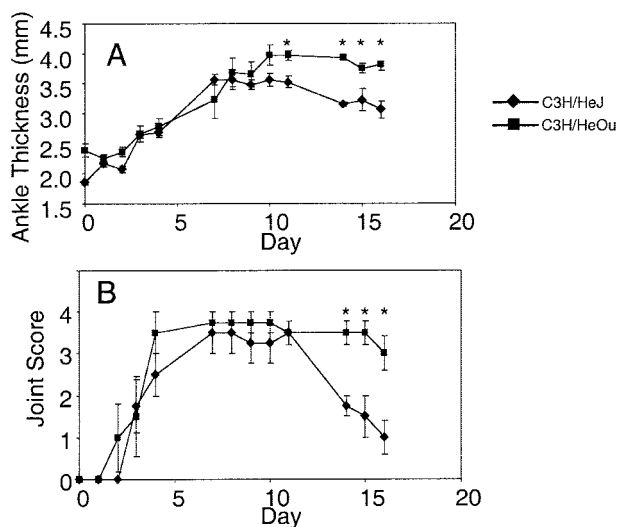 A
Ankle Thickness (mm)
4.5
4.0
3.5
3.0
2.5
2.0
1.5
* * * *
0 5 10 15 20
Day
C3H/HeJ
C3H/HeOu
B
Joint Score
4
3
2
1
0
* * *
0 5 10 15 20
Day